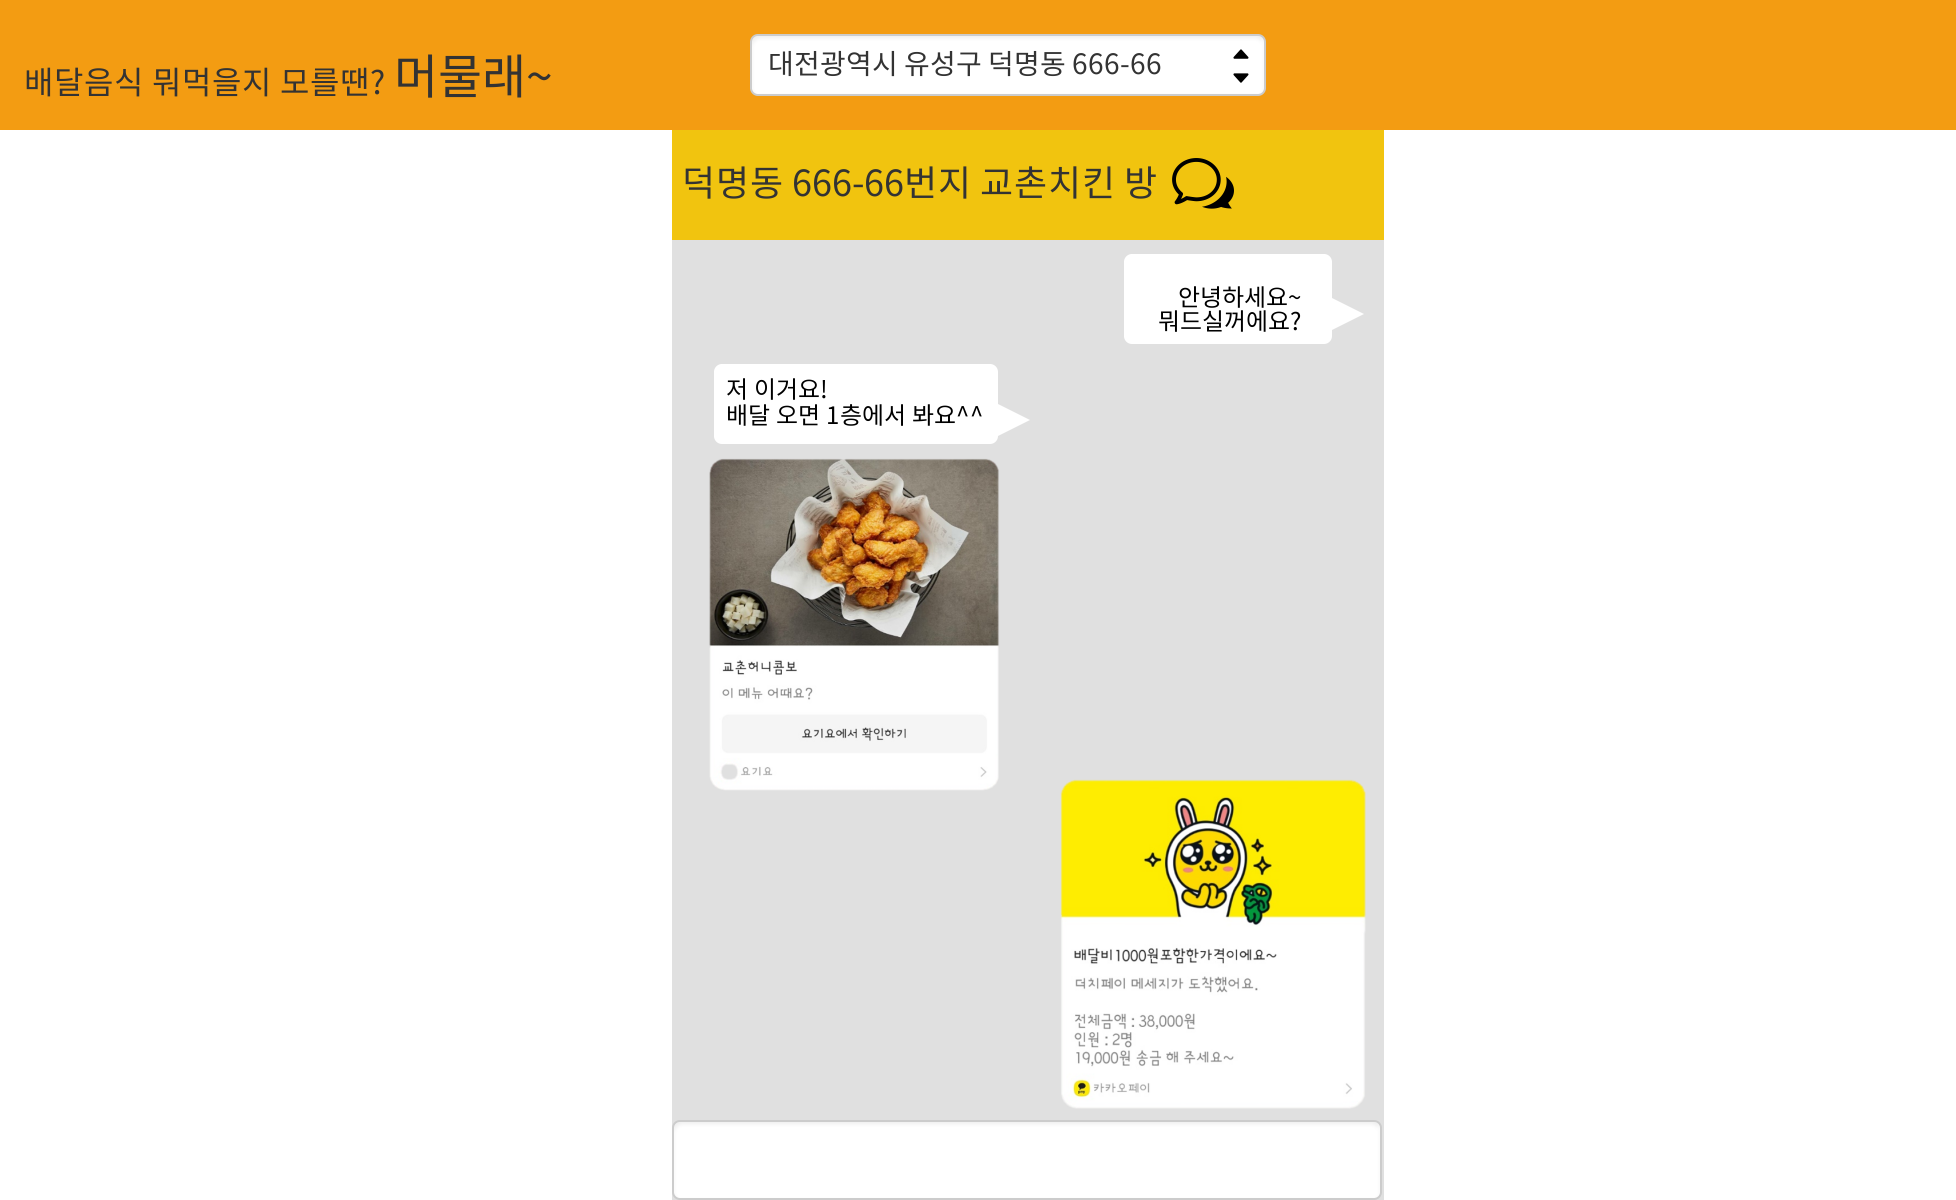 배달음식 뭐먹을지 모를땐? 머물래~
대전광역시 유성구 덕명동 666-66
덕명동 666-66번지 교촌치킨 방
안녕하세요~
뭐드실꺼에요?
저 이거요!
배달 오면 1층에서 봐요^^
교촌허니콤보
이 메뉴 어때요?
요기요에서 확인하기
요기요
배달비1000원포함한가격이에요~
더치페이 메세지가 도착했어요.
전체금액 : 38,000원
인원 : 2명
19,000원 송금 해 주세요~
카카오페이